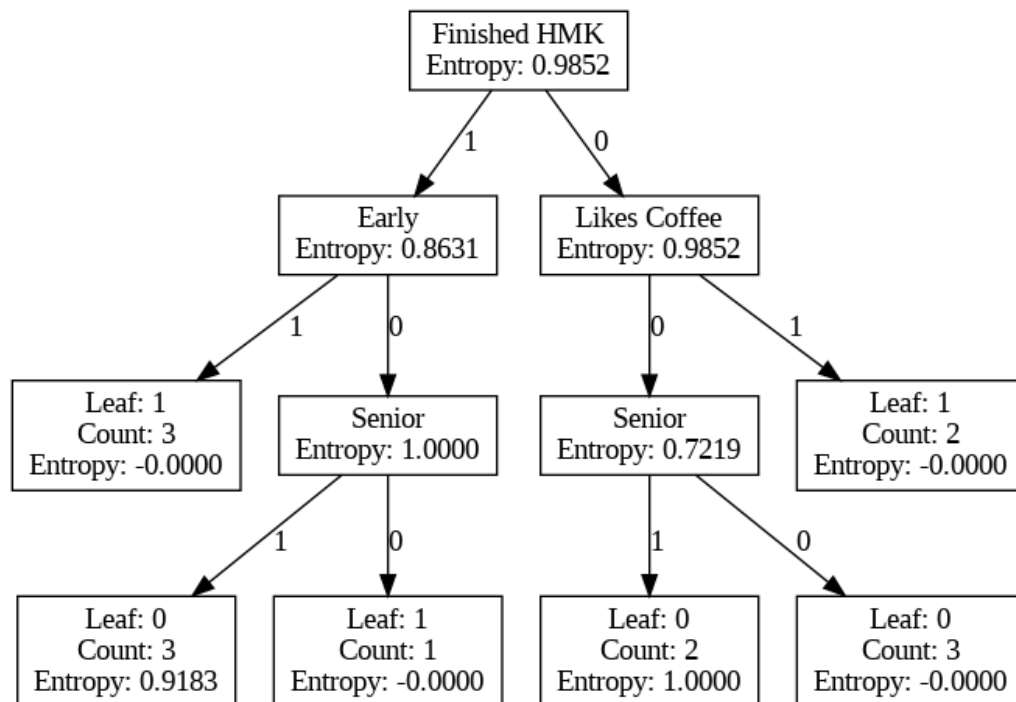 Finished HMK
Entropy: 0.9852
1
0
Early
Entropy: 0.8631
Likes Coffee
Entropy: 0.9852
1
0
0
1
Leaf: 1
Count: 3
Entropy: -0.0000
Senior
Entropy: 1.0000
Senior
Entropy: 0.7219
Leaf: 1
Count: 2
Entropy: -0.0000
1
0
1
0
Leaf: 0
Count: 3
Entropy: 0.9183
Leaf: 1
Count: 1
Entropy: -0.0000
Leaf: 0
Count: 2
Entropy: 1.0000
Leaf: 0
Count: 3
Entropy: -0.0000